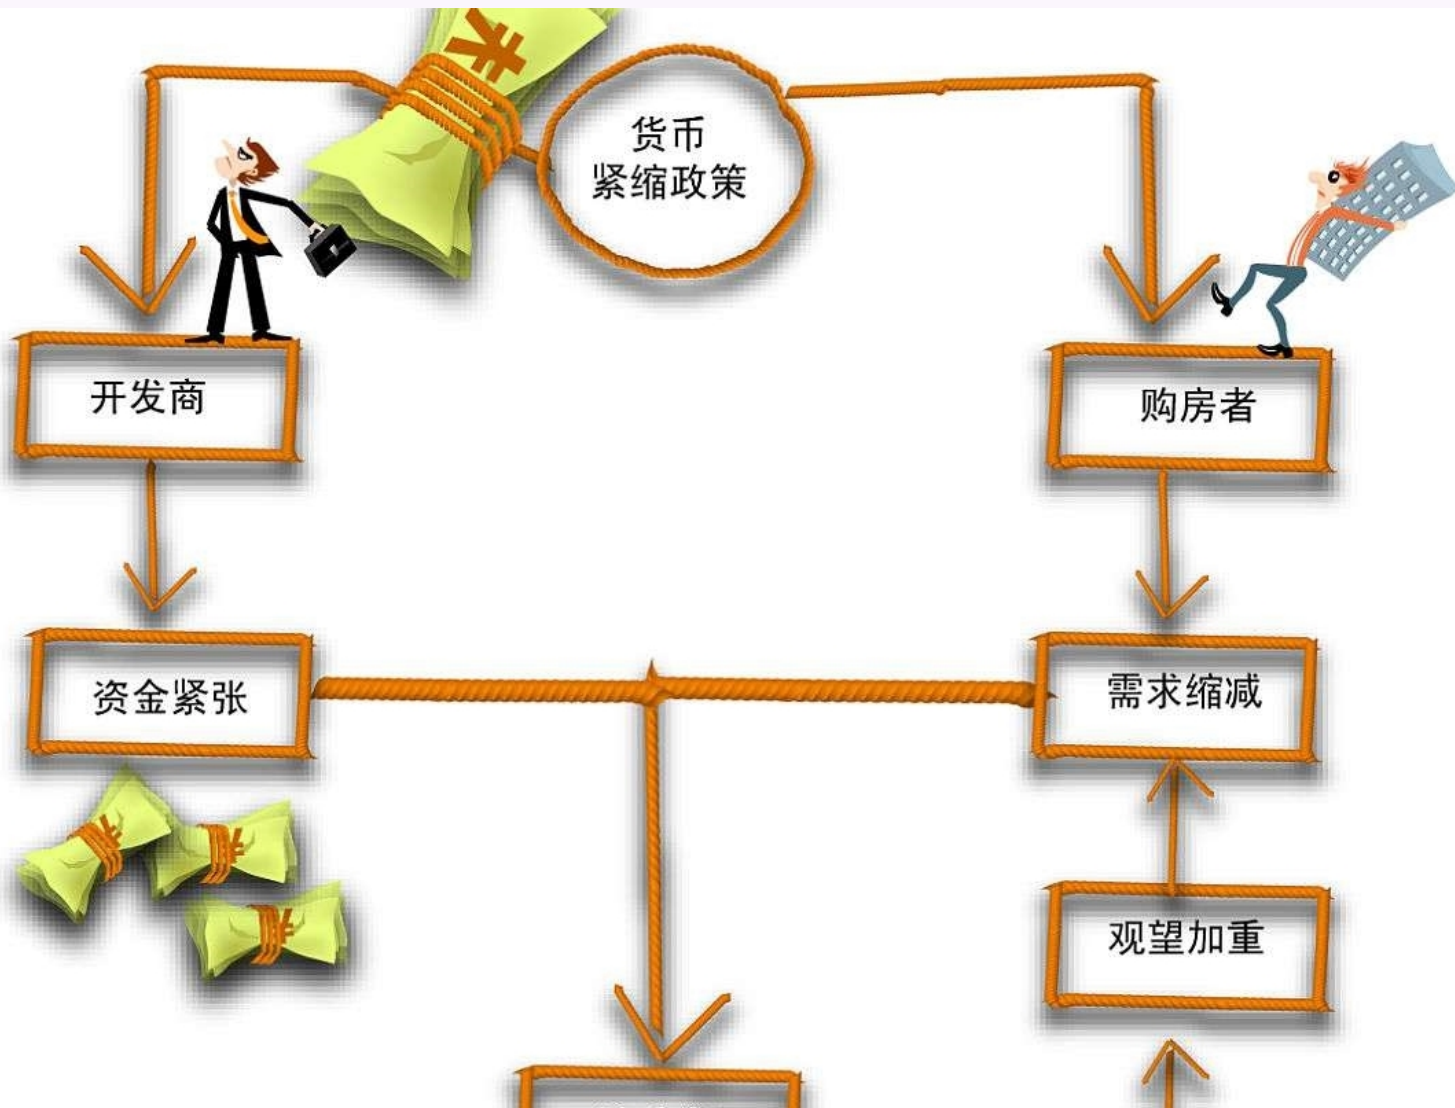 货币
紧缩政策
开发商
购房者
资金紧张
需求缩减
观望加重